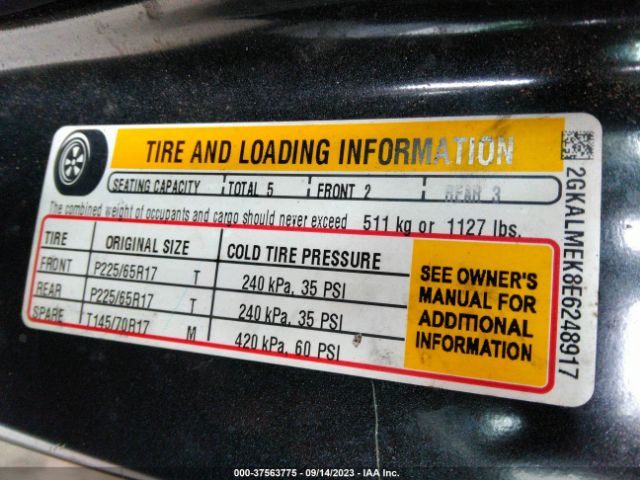 TIRE AND LOADING INFORMATION
SEATING CAPACITY TOTAL 5 FRONT 2 REAR 3
The combined weight of occupants and cargo should never exceed 511 kg or 1127 lbs.
TIRE ORIGINAL SIZE COLD TIRE PRESSURE
FRONT P225/65R17 T 240 kPa, 35 PSI
REAR P225/65R17 T 240 kPa, 35 PSI
SPARE T145/70R17 M 420 kPa, 60 PSI
SEE OWNER'S
MANUAL FOR
ADDITIONAL
INFORMATION
2GKALMEK3E6248917
000-37563775 - 09/14/2023 - IAA Inc.